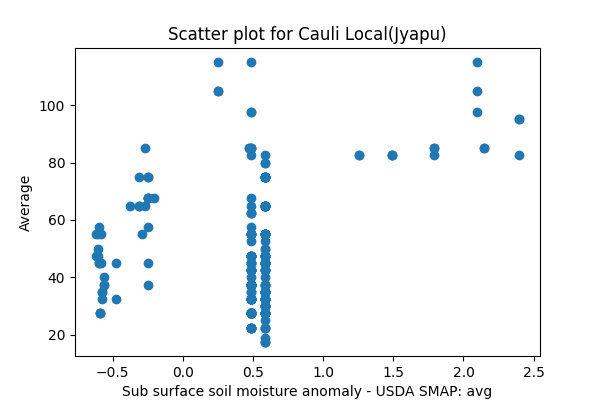 Scatter plot for Cauli Local(Jyapu)
Average
100
80
60
40
20
−0.5 0.0 0.5 1.0 1.5 2.0 2.5
Sub surface soil moisture anomaly - USDA SMAP: avg